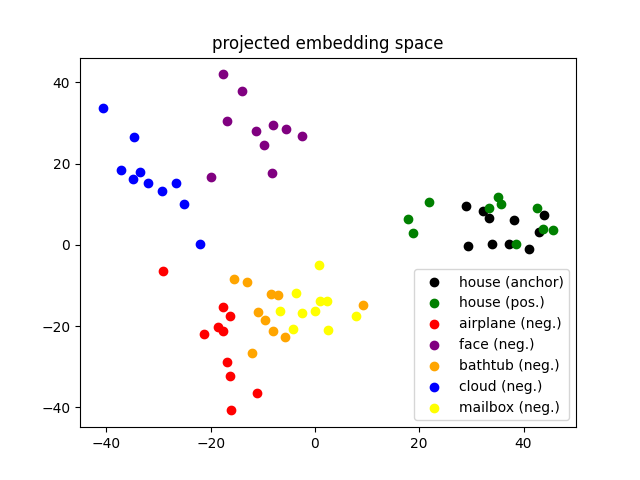 projected embedding space
40
20
0
−20
−40
−40
−20
0
20
40
house (anchor)
house (pos.)
airplane (neg.)
face (neg.)
bathtub (neg.)
cloud (neg.)
mailbox (neg.)